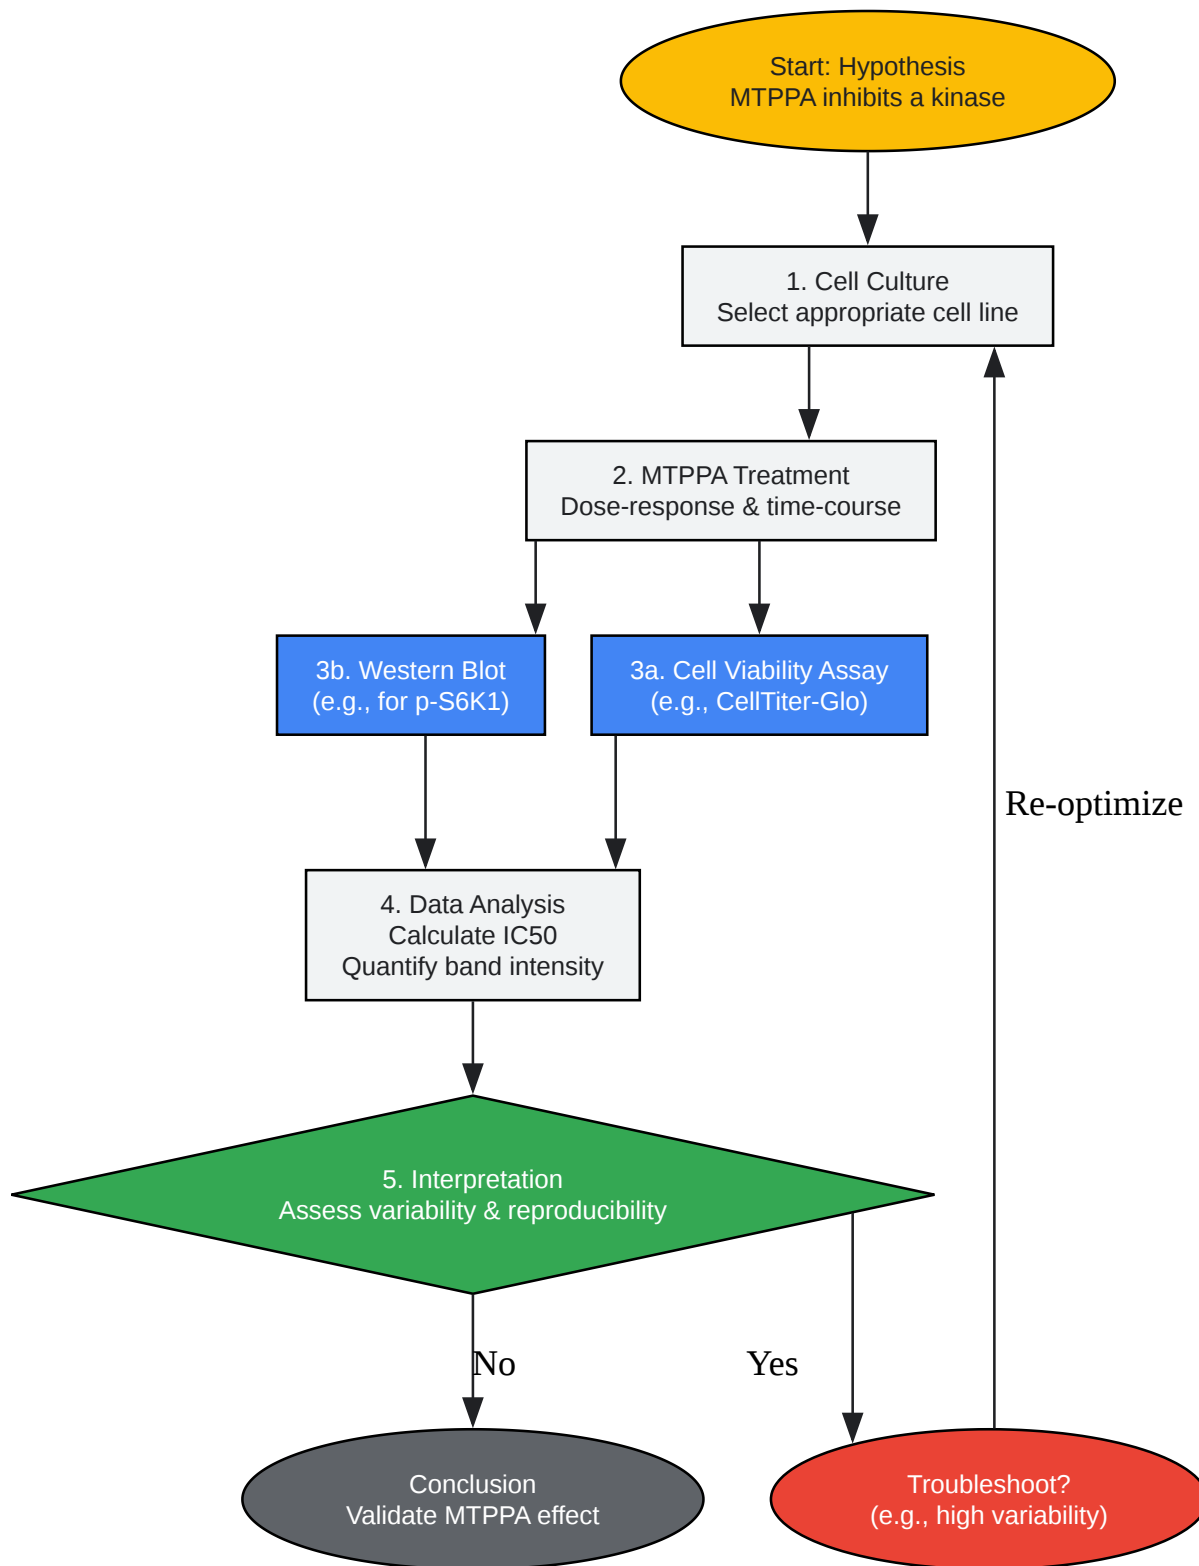 Start: Hypothesis
MTPPA inhibits a kinase
1. Cell Culture
Select appropriate cell line
2. MTPPA Treatment
Dose-response & time-course
3b. Western Blot
(e.g., for p-S6K1)
3a. Cell Viability Assay
(e.g., CellTiter-Glo)
Re-optimize
4. Data Analysis
Calculate IC50
Quantify band intensity
5. Interpretation
Assess variability & reproducibility
No
Yes
Conclusion
Validate MTPPA effect
Troubleshoot?
(e.g., high variability)